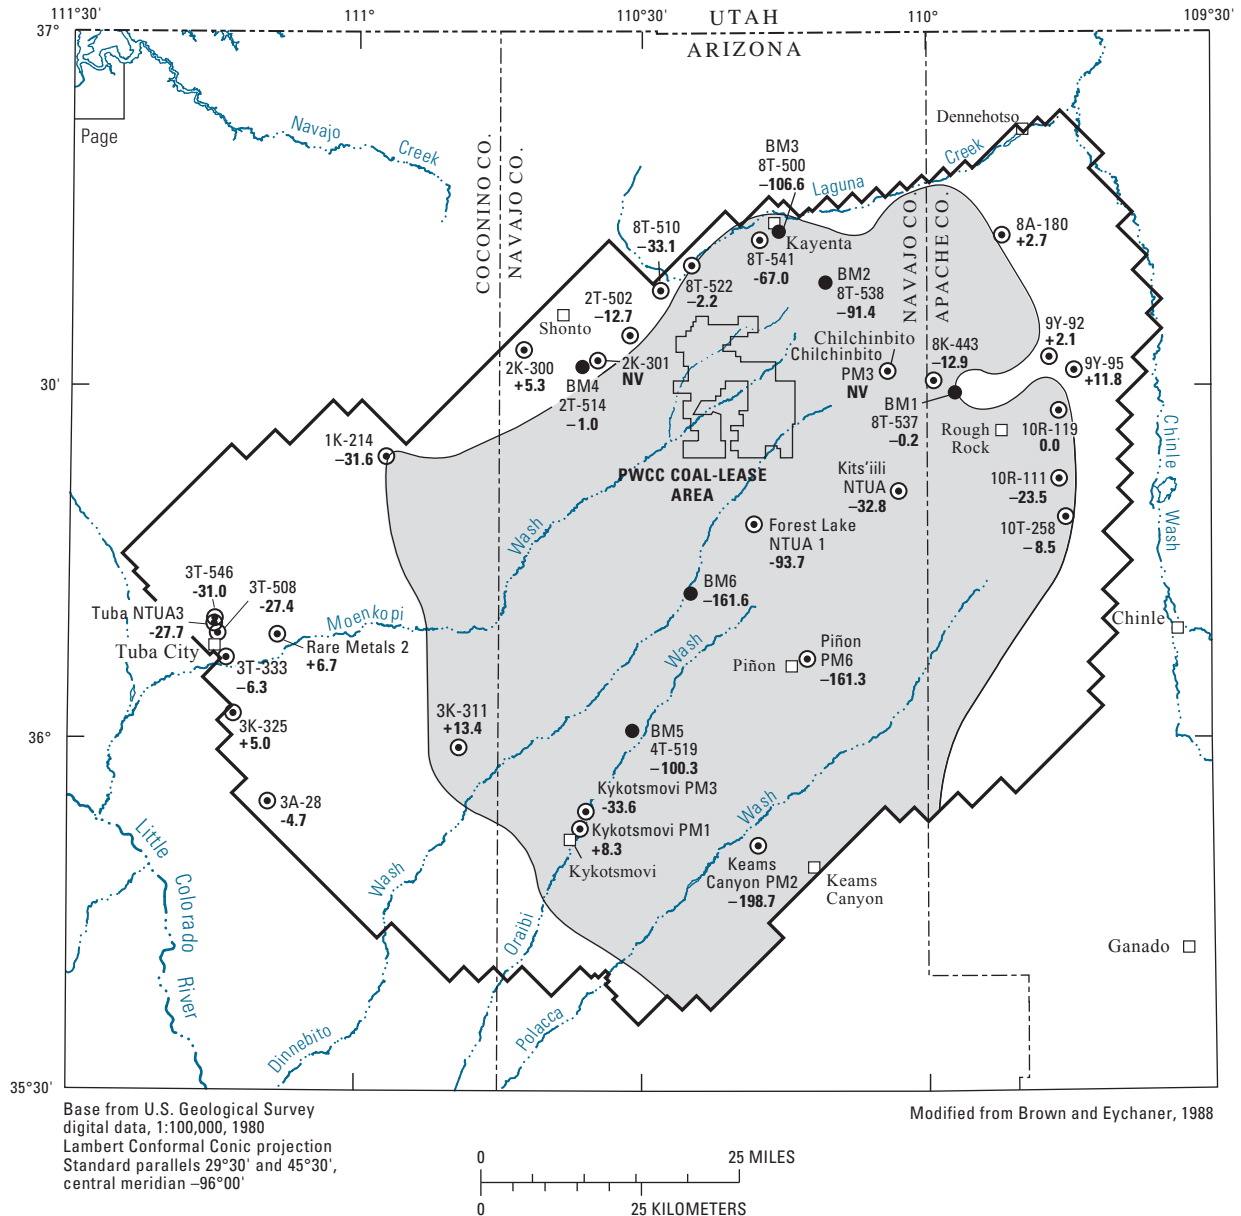 111°30'
111°
110°30'
110°
109°30'
37°
UTAH
ARIZONA
Page
Navajo
Creek
COCONINO CO.
NAVAJO CO.
Dennehotso
BM3
8T-500
−106.6
Laguna
Creek
NAVAJO CO.
APACHE CO.
8T-510
−33.1
Kayenta
8T-541
-67.0
8A-180
+2.7
8T-522
−2.2
BM2
8T-538
−91.4
2T-502
−12.7
Shonto
2K-300
+5.3
2K-301
NV
BM4
2T-514
−1.0
Chilchinbito
Chilchinbito
PM3
NV
8K-443
−12.9
9Y-92
+2.1
9Y-95
+11.8
30'
BM1
8T-537
−0.2
Rough
Rock
10R-119
0.0
1K-214
−31.6
PWCC COAL-LEASE
AREA
Kits'iili
NTUA
−32.8
10R-111
−23.5
10T-258
−8.5
Chinle Wash
Wash
Forest Lake
NTUA 1
-93.7
3T-546
-31.0
3T-508
-27.4
Tuba NTUA3
-27.7
Tuba City
Moenkopi
Rare Metals 2
+6.7
3T-333
−6.3
BM6
−161.6
Wash
Piñon
Piñon
PM6
−161.3
Chinle
3K-325
+5.0
3K-311
+13.4
36°
BM5
4T-519
−100.3
3A-28
-4.7
Kykotsmovi PM3
-33.6
Kykotsmovi PM1
+8.3
Kykotsmovi
Wash
Keams
Canyon PM2
−198.7
Keams
Canyon
Little
Colorado
River
Wash
Oraibi
Ganado
Dinnebito
Polacca
35°30'
Base from U.S. Geological Survey
digital data, 1:100,000, 1980
Lambert Conformal Conic projection
Standard parallels 29°30' and 45°30',
central meridian −96°00'
Modified from Brown and Eychaner, 1988
0
25 MILES
0
25 KILOMETERS